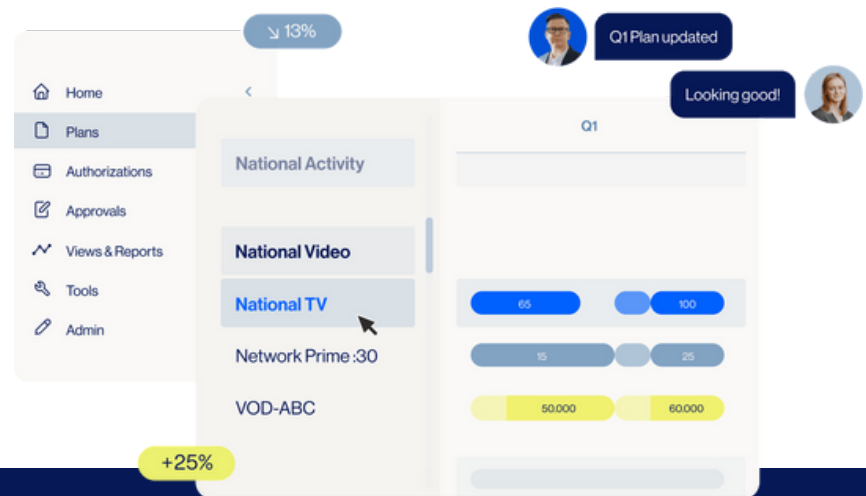 ↘ 13%
Q1 Plan updated
Looking good!
Home
Plans
Authorizations
Approvals
Views & Reports
Tools
Admin
National Activity
National Video
National TV
Network Prime :30
VOD-ABC
Q1
65
100
15
25
50.000
60.000
+25%